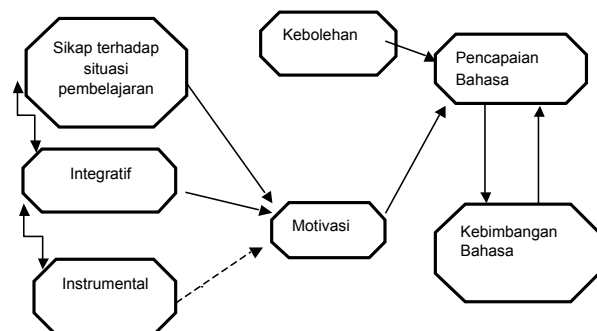 Sikap terhadap
situasi
pembelajaran
Kebolehan
Pencapaian
Bahasa
Integratif
Motivasi
Kebimbangan
Bahasa
Instrumental